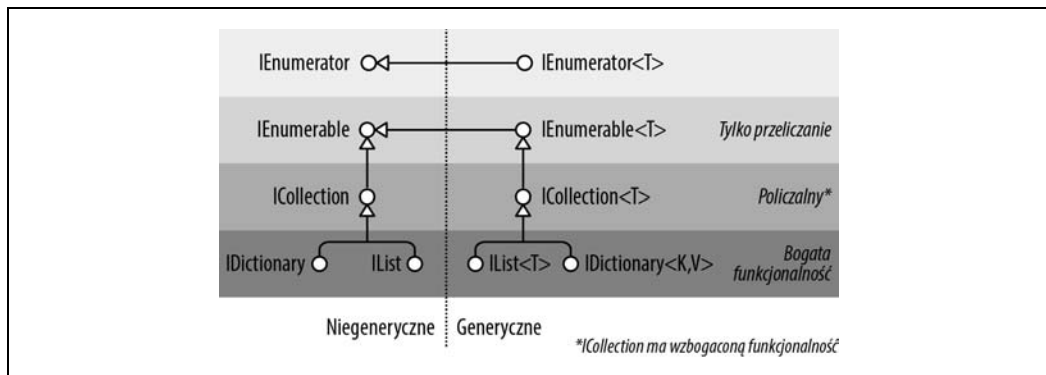 IEnumerator IEnumerator<T>
IEnumerable IEnumerable<T> Tylko przeliczanie
ICollection ICollection<T> Policzalny*
IDictionary IList IList<T> IDictionary<K,V> Bogata
funkcjonalność
Niegeneryczne Generyczne
*ICollection ma wzbogaconą funkcjonalność